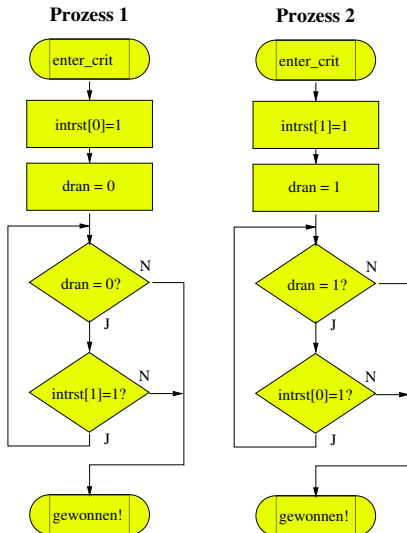 Prozess 1
enter_crit
intrst[0]=1
dran = 0
dran = 0?
N
J
intrst[1]=1?
N
J
gewonnen!
Prozess 2
enter_crit
intrst[1]=1
dran = 1
dran = 1?
N
J
intrst[0]=1?
N
J
gewonnen!